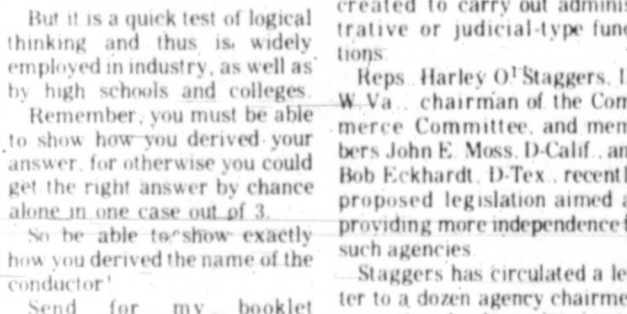 But it is a quick test of logical
thinking and thus is widely
employed in industry, as well as
by high schools and colleges.
Remember, you must be able
to show how you derived your
answer, for otherwise you could
get the right answer by chance
alone in one case out of 3.
So be able to show exactly
how you derived the name of the
conductor!
Send for my booklet
created to carry out adminis
trative or judicial-type func
tions.
Reps. Harley O. Staggers, D
W.Va., chairman of the Com
merce Committee, and mem
bers John E. Moss, D-Calif., an
Bob Eckhardt, D-Tex., recentl
proposed legislation aimed a
providing more independence
such agencies.
Staggers has circulated a le
ter to a dozen agency chairme